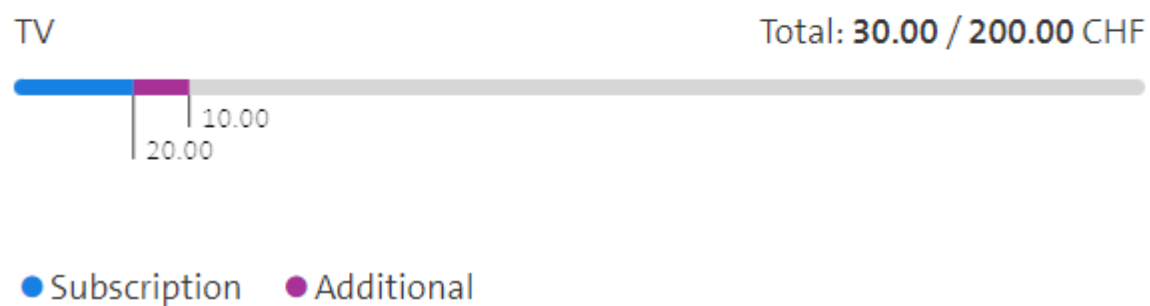 TV
Total: 30.00 / 200.00 CHF
10.00
20.00
Subscription
Additional